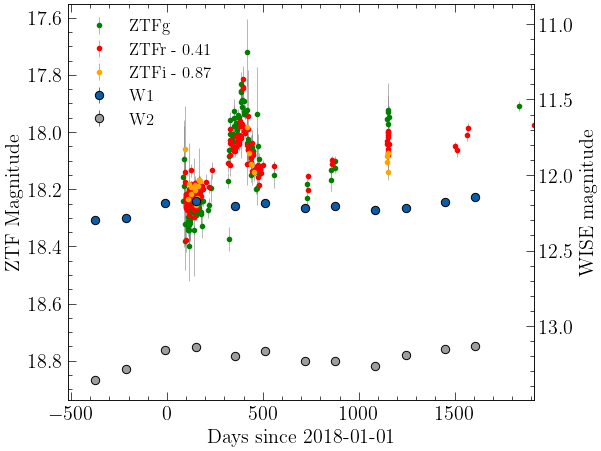 ZTFg
ZTFr - 0.41
ZTFi - 0.87
W1
W2
17.6
17.8
18.0
18.2
18.4
18.6
18.8
ZTF Magnitude
11.0
11.5
12.0
12.5
13.0
WISE magnitude
−500
0
500
1000
1500
Days since 2018-01-01